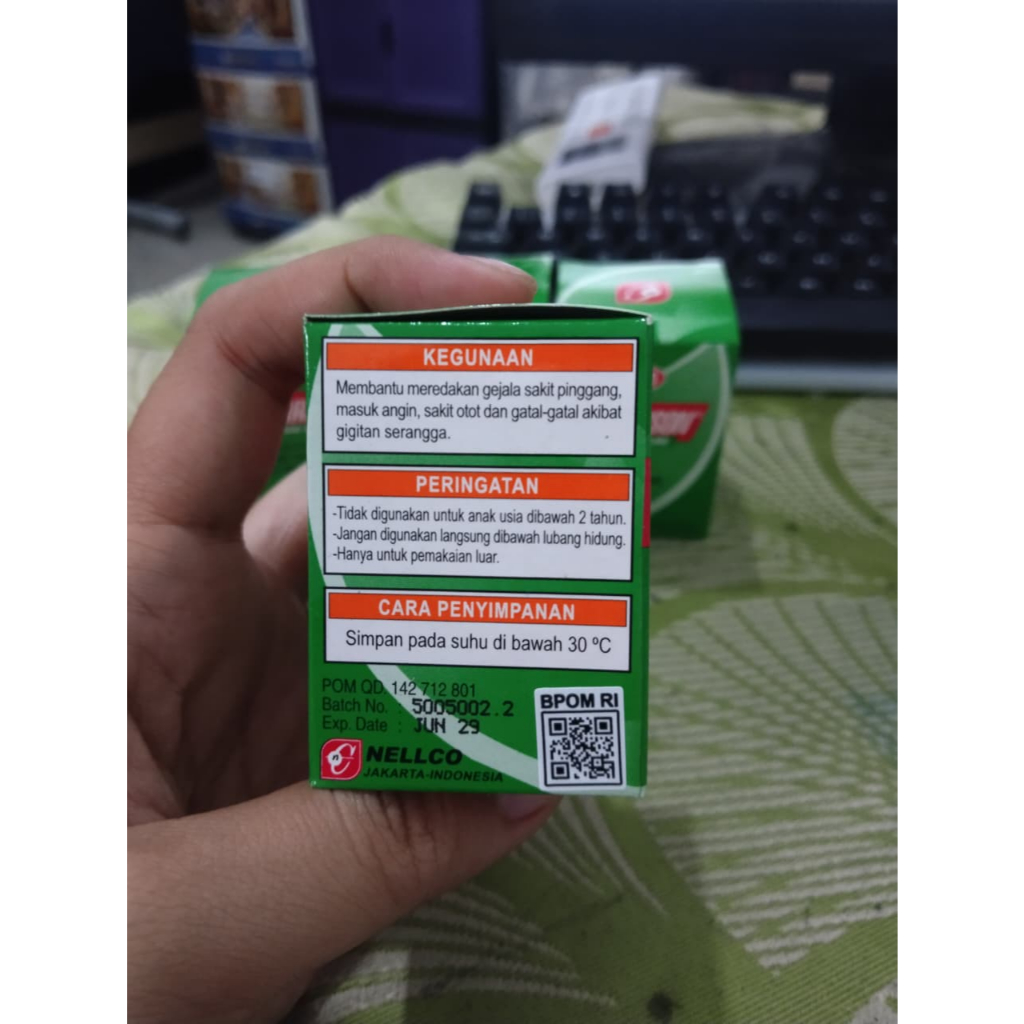 KEGUNAAN
Membantu meredakan gejala sakit pinggang,
masuk angin, sakit otot dan gatal-gatal akibat
gigitan serangga.
PERINGATAN
-Tidak digunakan untuk anak usia dibawah 2 tahun.
-Jangan digunakan langsung dibawah lubang hidung.
-Hanya untuk pemakaian luar.
CARA PENYIMPANAN
Simpan pada suhu di bawah 30 ºC
POM QD. 142 712 801
Batch No. : 5005002.2
Exp. Date : JUN 29
BPOM RI
NELLCO
JAKARTA-INDONESIA